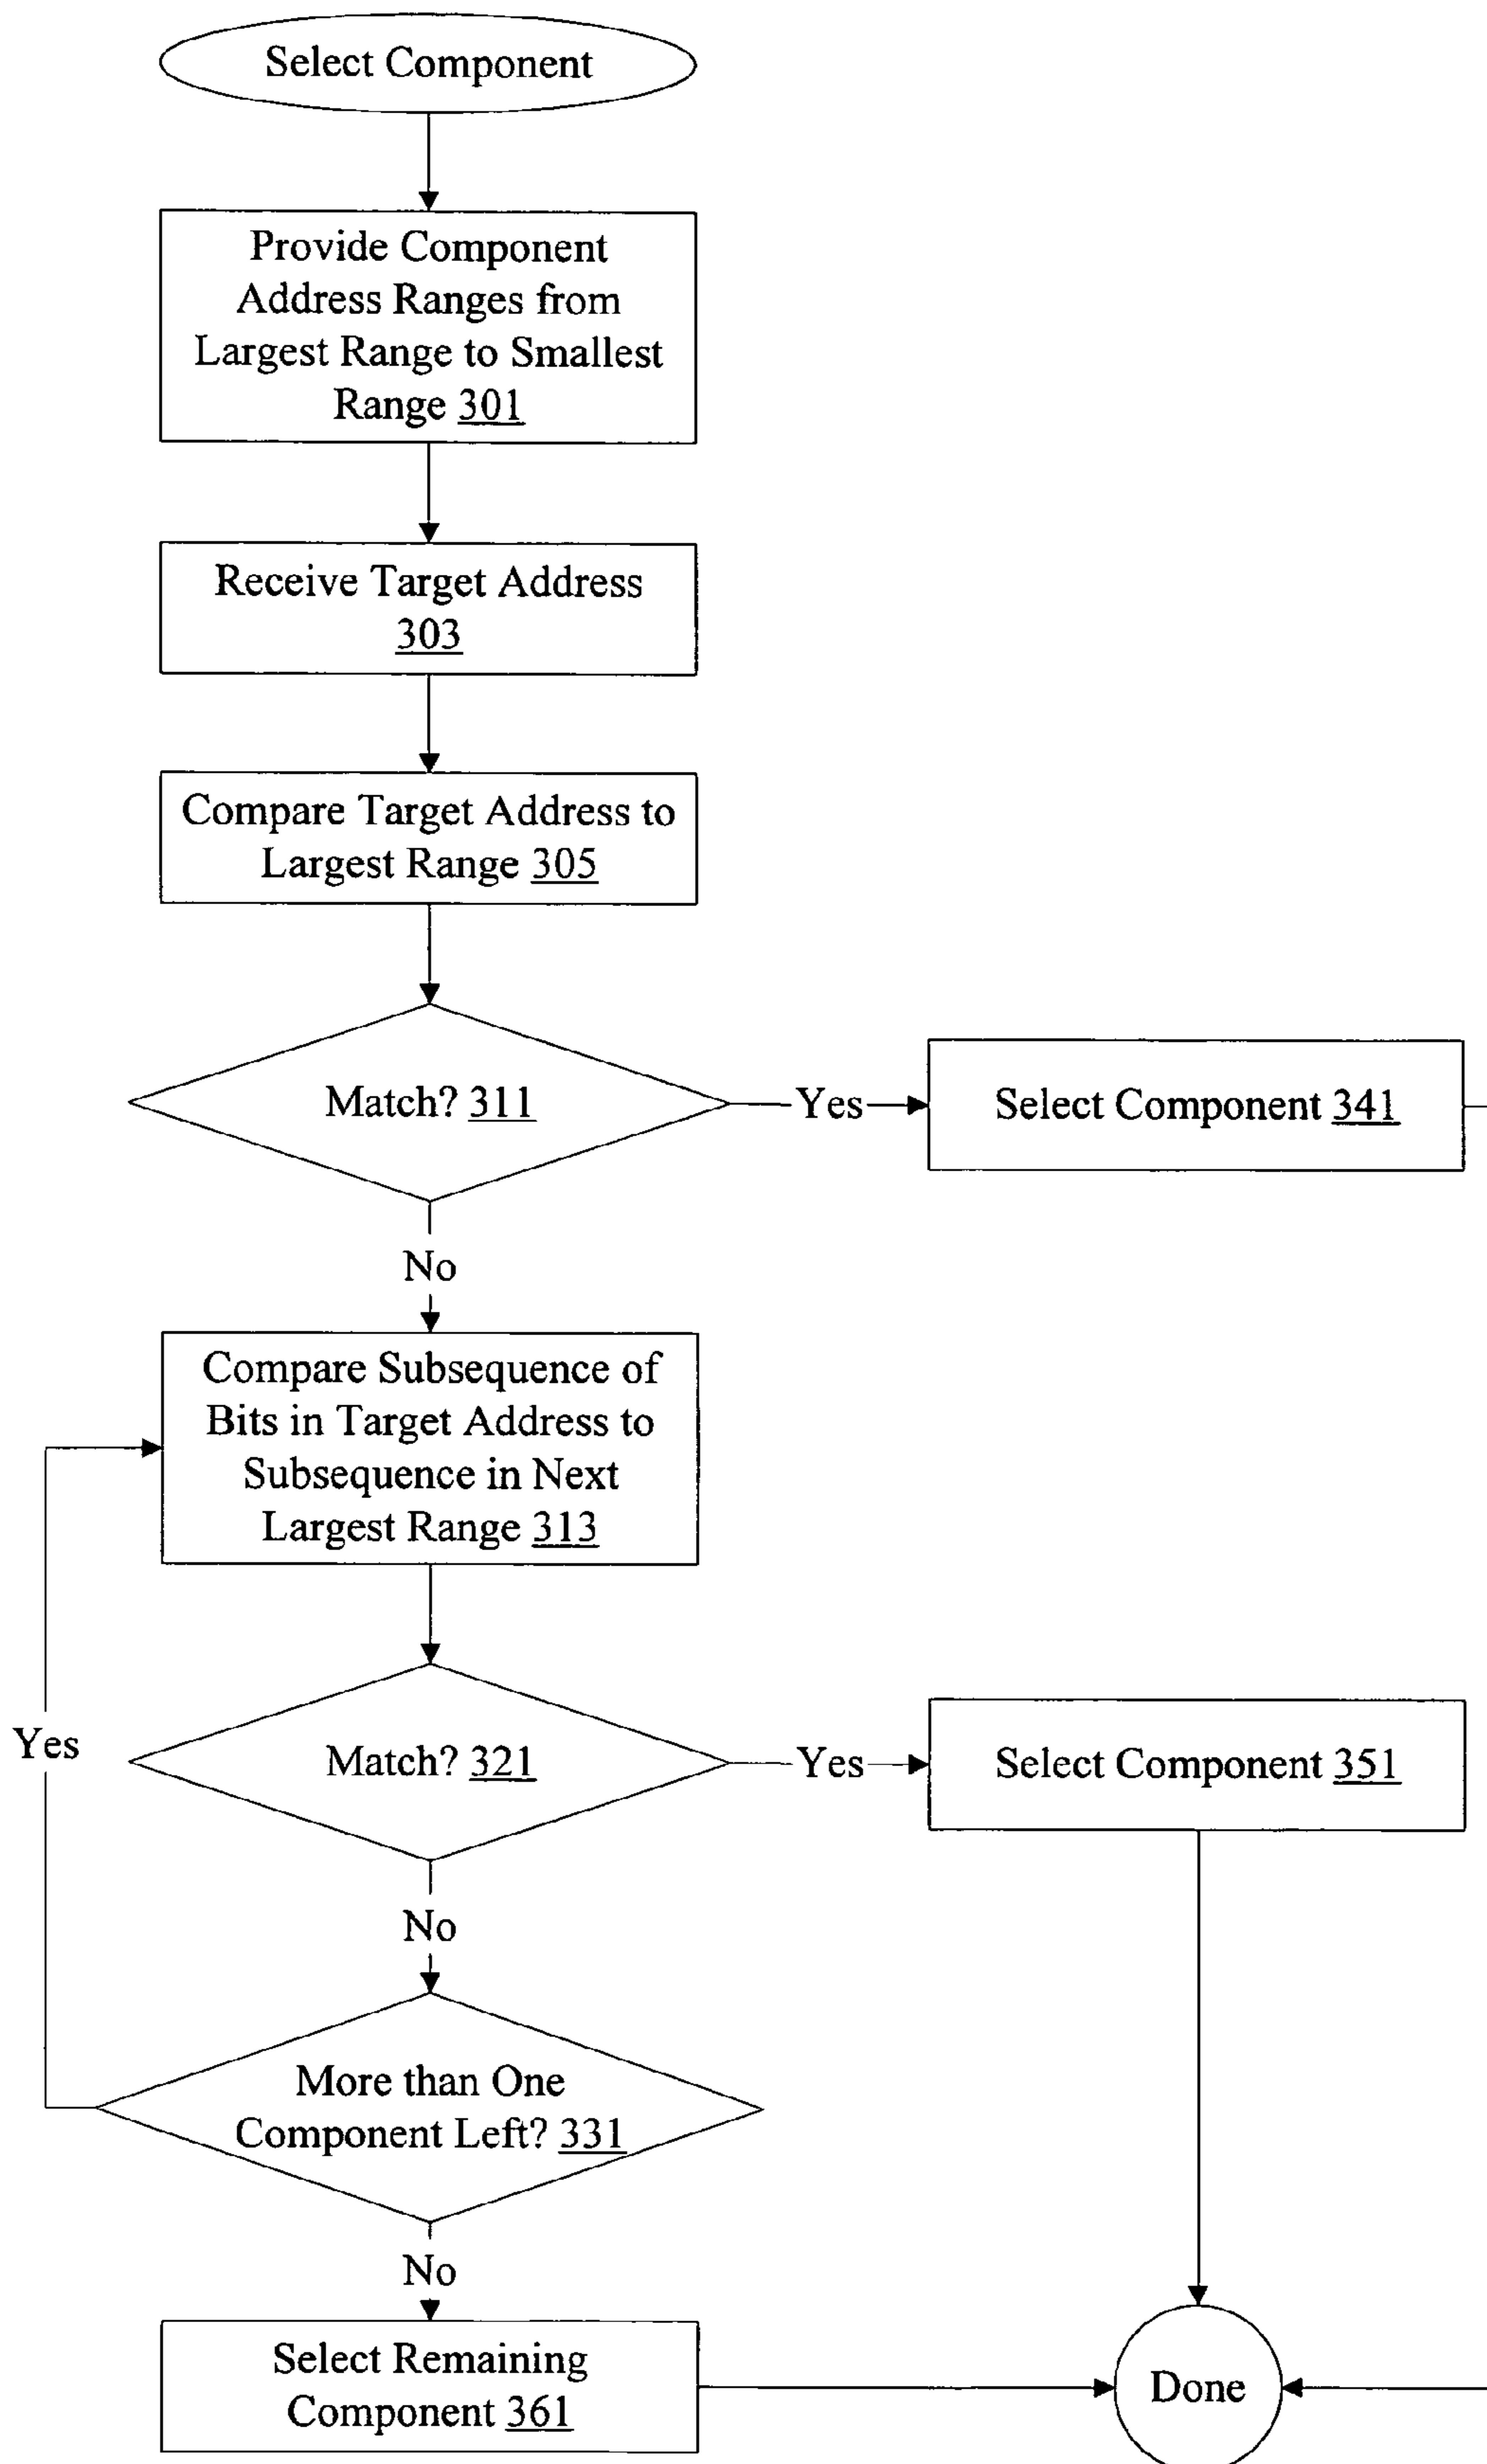 Select Component
Provide Component
Address Ranges from
Largest Range to Smallest
Range 301
Receive Target Address
303
Compare Target Address to
Largest Range 305
Match? 311
Yes
Select Component 341
No
Compare Subsequence of
Bits in Target Address to
Subsequence in Next
Largest Range 313
Yes
Match? 321
Yes
Select Component 351
No
More than One
Component Left? 331
No
Select Remaining
Component 361
Done